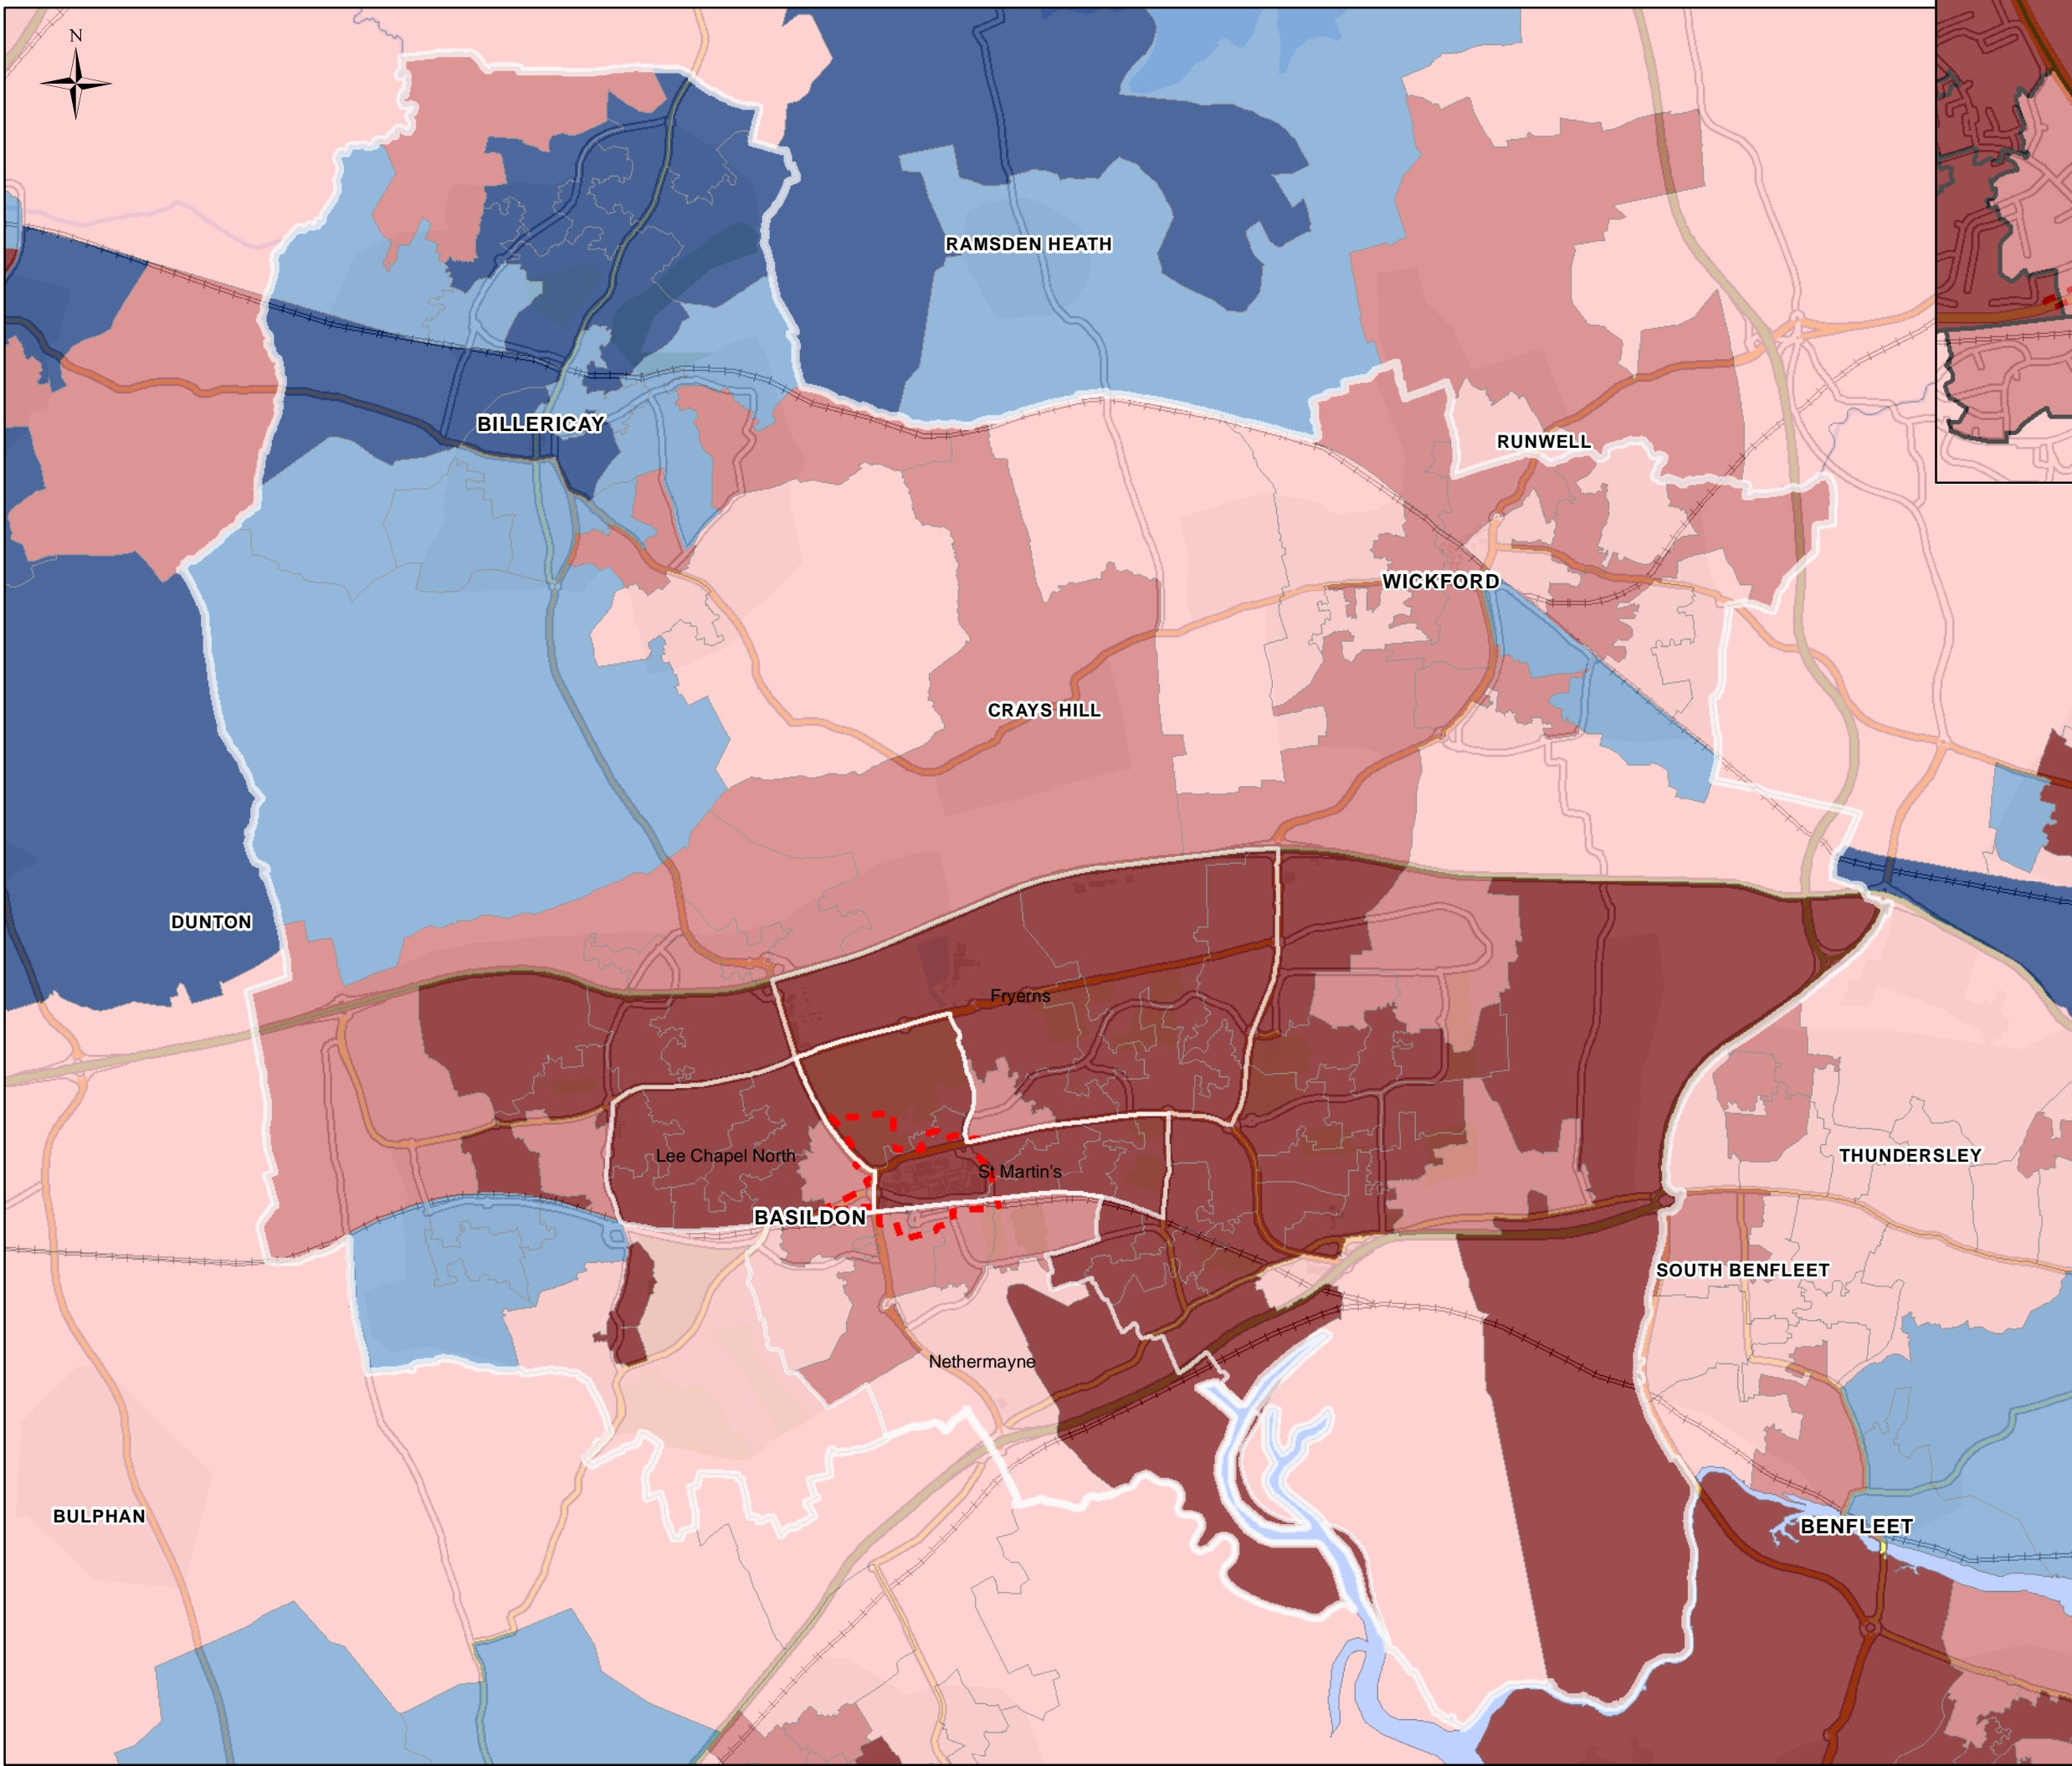 N
RAMSDEN HEATH
BILLERICAY
RUNWELL
WICKFORD
CRAYS HILL
DUNTON
Fryerns
Lee Chapel North
St Martin's
THUNDERSLEY
BASILDON
SOUTH BENFLEET
Nethermayne
BULPHAN
BENFLEET